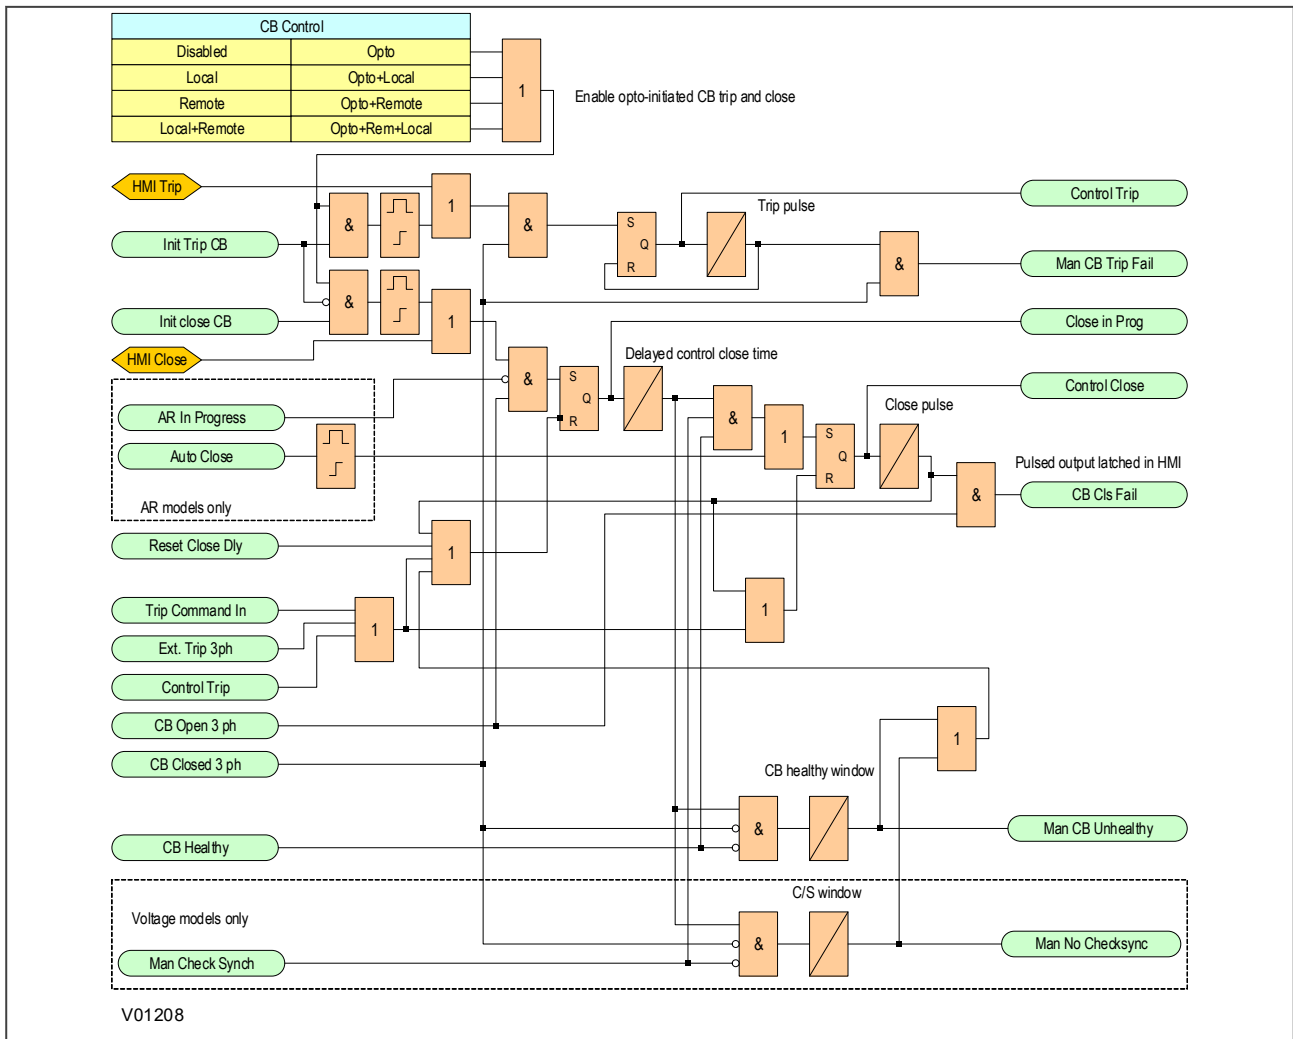 CB Control
Disabled Opto
Local Opto+Local
Remote Opto+Remote
Local+Remote Opto+Rem+Local
1
Enable opto-initiated CB trip and close
HMI Trip
1
Control Trip
Trip pulse
&
&
S
Q
R
Init Trip CB
&
Man CB Trip Fail
&
Init close CB
1
Close in Prog
HMI Close
Delayed control close time
&
S
Q
R
Control Close
AR In Progress
&
Close pulse
1
S
Q
R
Auto Close
Pulsed output latched in HMI
&
CB Cls Fail
AR models only
Reset Close Dly
1
Trip Command In
1
1
Ext. Trip 3ph
Control Trip
CB Open 3 ph
1
CB Closed 3 ph
CB healthy window
&
Man CB Unhealthy
CB Healthy
C/S window
Voltage models only
&
Man No Checksync
Man Check Synch
V01208